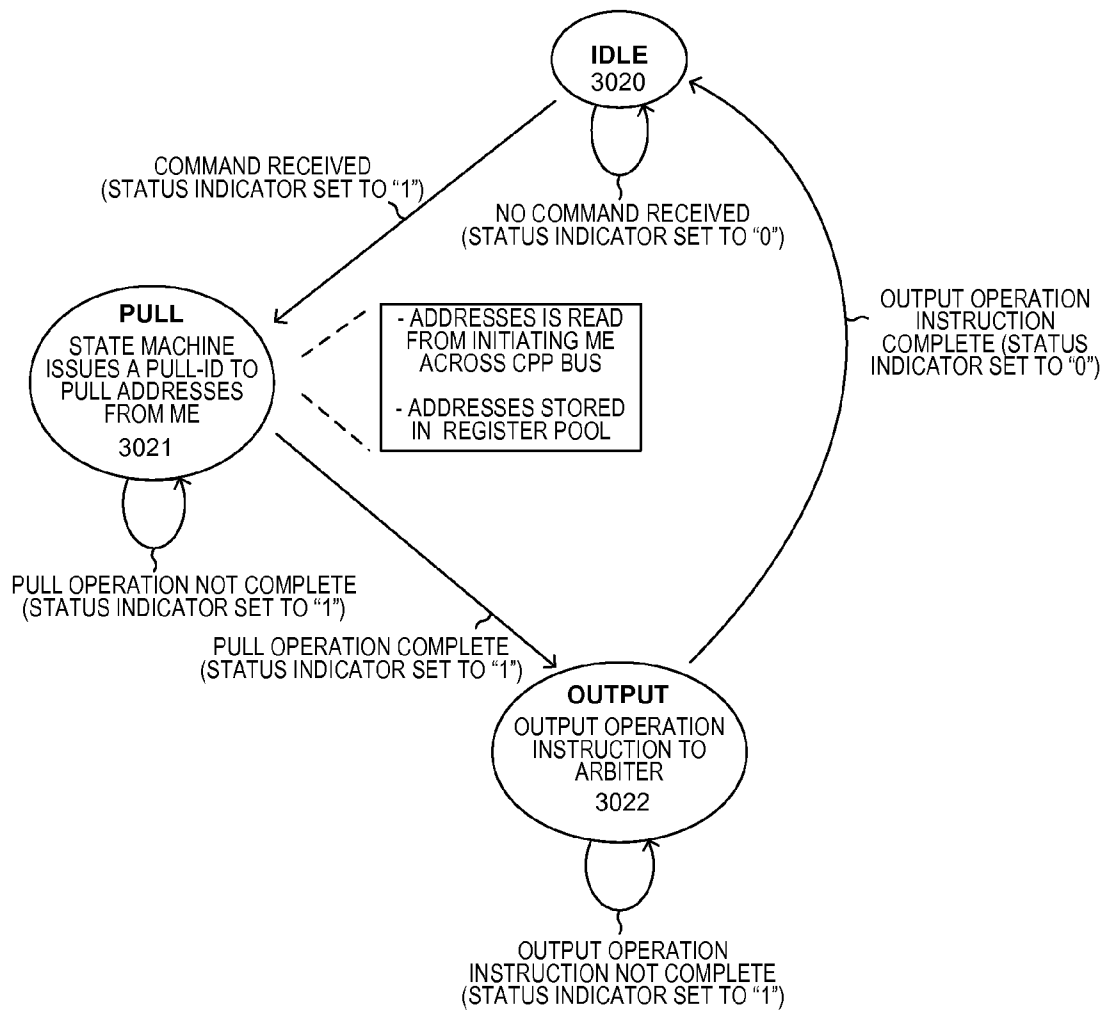 IDLE
3020
COMMAND RECEIVED
(STATUS INDICATOR SET TO “1”)
NO COMMAND RECEIVED
(STATUS INDICATOR SET TO “0”)
OUTPUT OPERATION
INSTRUCTION
COMPLETE (STATUS
INDICATOR SET TO “0”)
PULL
STATE MACHINE
ISSUES A PULL-ID TO
PULL ADDRESSES
FROM ME
3021
- ADDRESSES IS READ
FROM INITIATING ME
ACROSS CPP BUS
- ADDRESSES STORED
IN REGISTER POOL
PULL OPERATION NOT COMPLETE
(STATUS INDICATOR SET TO “1”)
PULL OPERATION COMPLETE
(STATUS INDICATOR SET TO “1”)
OUTPUT
OUTPUT OPERATION
INSTRUCTION TO
ARBITER
3022
OUTPUT OPERATION
INSTRUCTION NOT COMPLETE
(STATUS INDICATOR SET TO “1”)